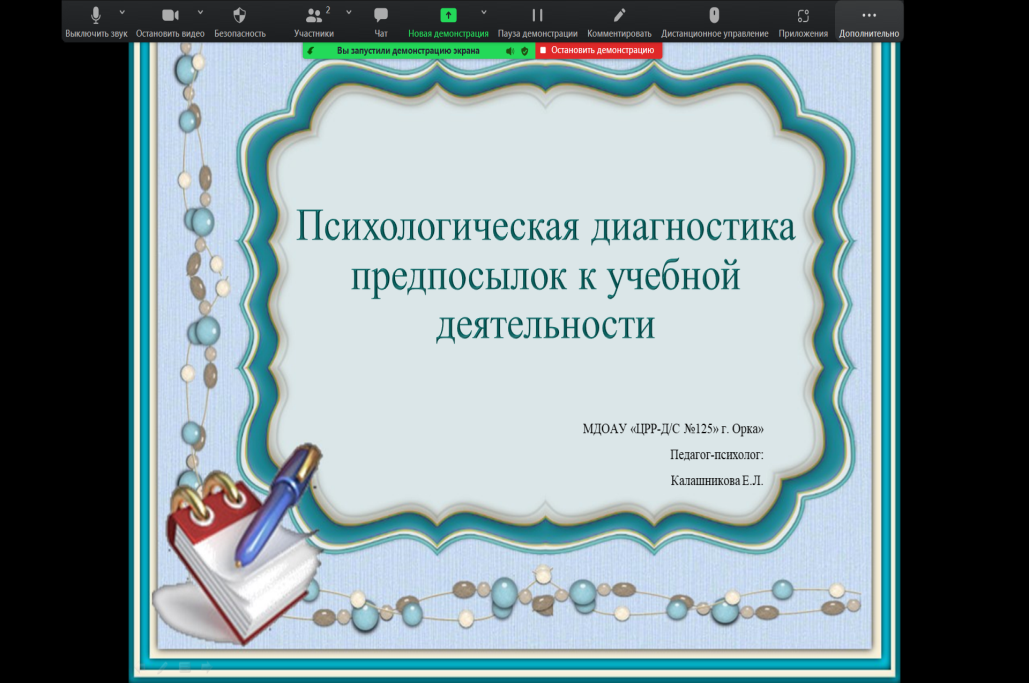 Выключить звук
Остановить видео
Безопасность
Участники
2
Чат
Новая демонстрация
Пауза демонстрации
Комментировать
Дистанционное управление
Приложения
Дополнительно
Вы запустили демонстрацию экрана
Остановить демонстрацию
Психологическая диагностика
предпосылок к учебной
деятельности
МДОАУ «ЦРР-Д/С №125» г. Орка»
Педагог-психолог:
Калашникова Е.Л.